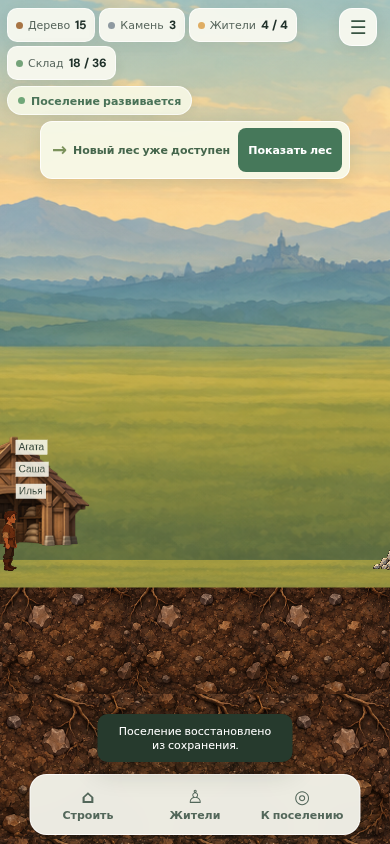 Дерево 15
Камень 3
Жители 4 / 4
Склад 18 / 36
Поселение развивается
→ Новый лес уже доступен
Показать лес
Агата
Саша
Илья
Поселение восстановлено
из сохранения.
Строить
Жители
К поселению